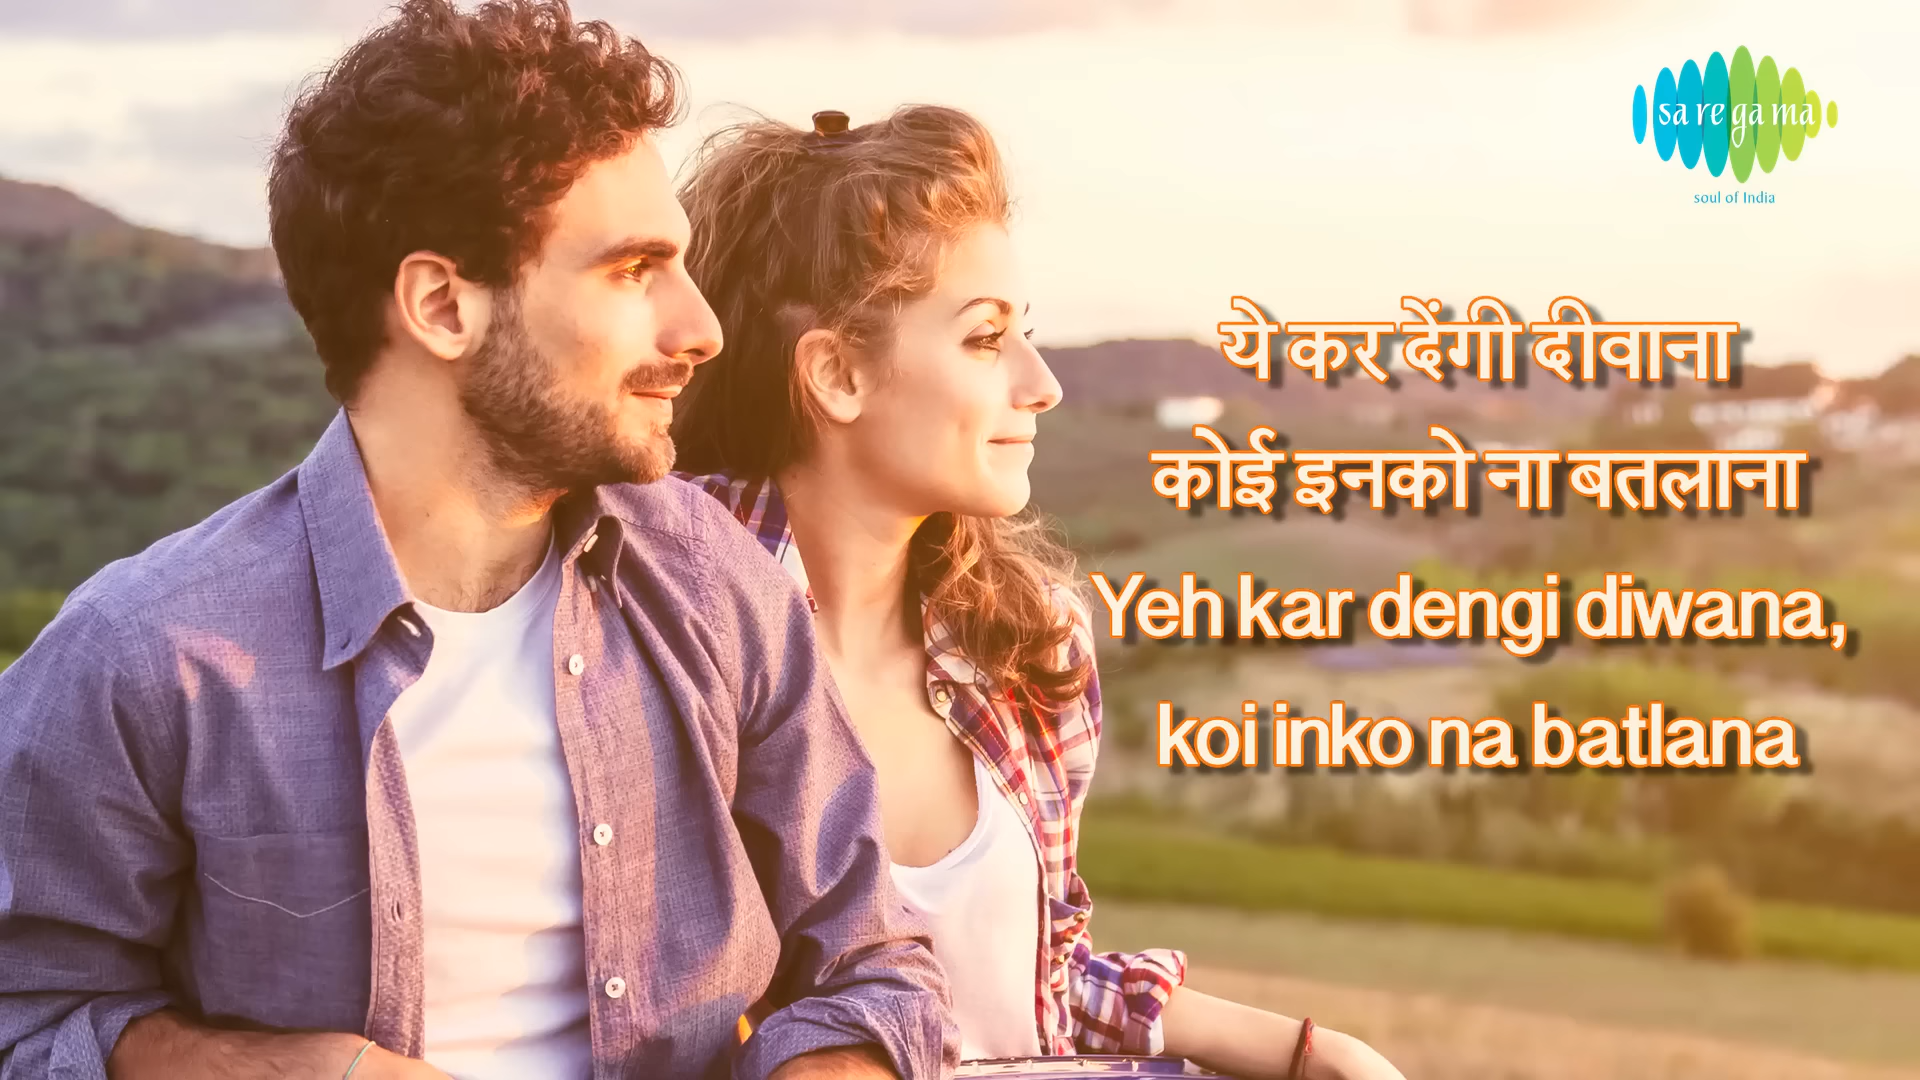 sa re ga ma
soul of India
ये कर देंगी दीवाना
कोई इनको ना बतलाना
Yeh kar dengi diwana,
koi inko na batlana